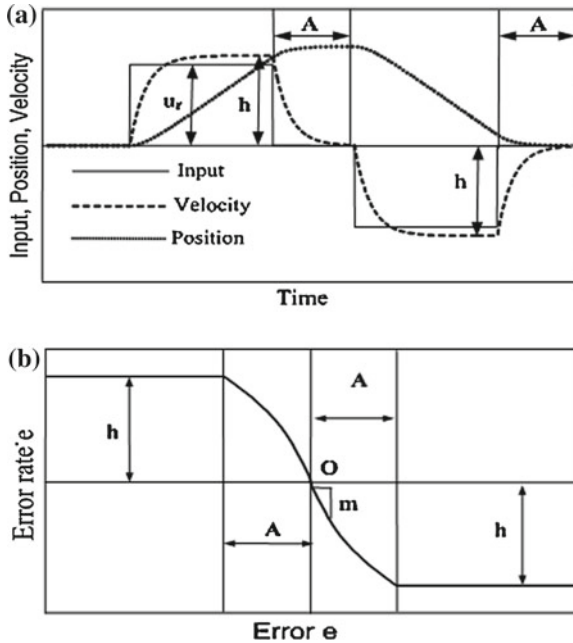 (a)
A
A
u_r
h
h
Input
Velocity
Position
Input, Position, Velocity
Time
(b)
A
h
O
m
A
h
Error rate ė
Error e